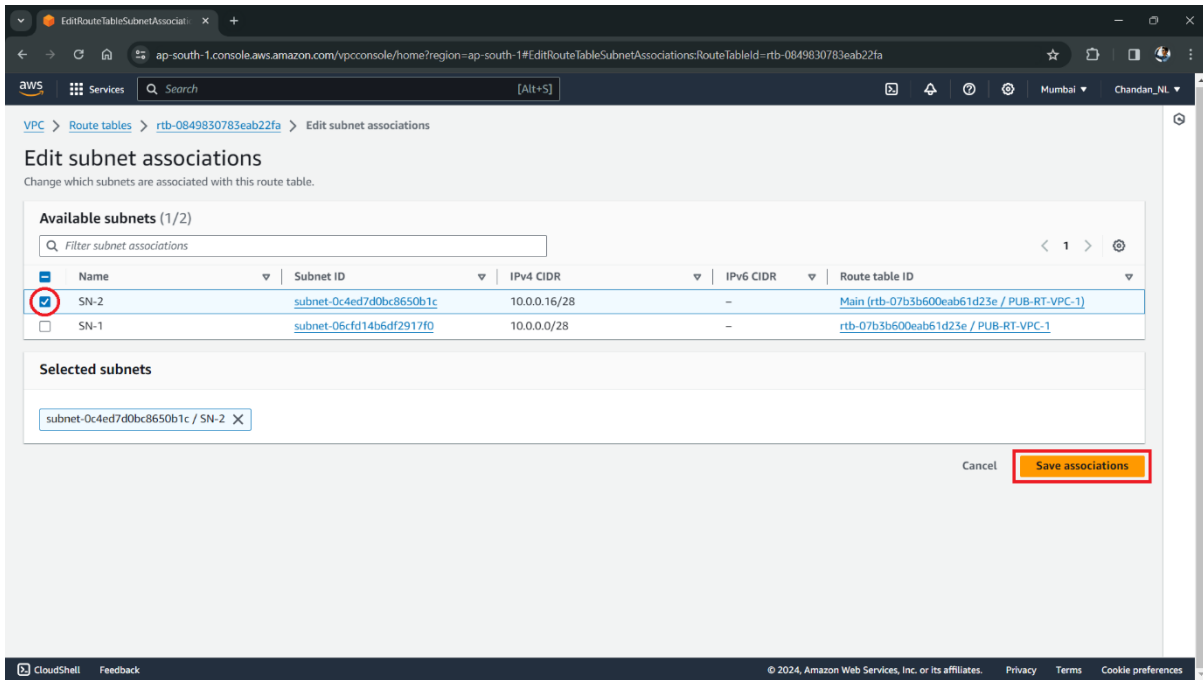 EditRouteTableSubnetAssociatic
ap-south-1.console.aws.amazon.com/vpcconsole/home?region=ap-south-1#EditRouteTableSubnetAssociations:RouteTableId=rtb-0849830783eab22fa
aws Services Search [Alt+S] Mumbai Chandan_NL
VPC > Route tables > rtb-0849830783eab22fa > Edit subnet associations
Edit subnet associations
Change which subnets are associated with this route table.
Available subnets (1/2)
Filter subnet associations < 1 >
Name Subnet ID IPv4 CIDR IPv6 CIDR Route table ID
SN-2 subnet-0c4ed7d0bc8650b1c 10.0.0.16/28 – Main (rtb-07b3b600eab61d23e / PUB-RT-VPC-1)
SN-1 subnet-06cfd14b6df2917f0 10.0.0.0/28 – rtb-07b3b600eab61d23e / PUB-RT-VPC-1
Selected subnets
subnet-0c4ed7d0bc8650b1c / SN-2 X
Cancel Save associations
CloudShell Feedback © 2024, Amazon Web Services, Inc. or its affiliates. Privacy Terms Cookie preferences